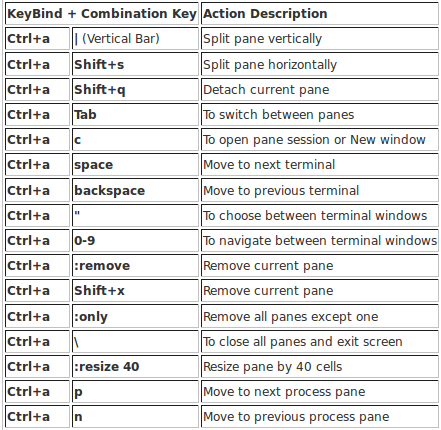 KeyBind + Combination Key Action Description
Ctrl+a | (Vertical Bar) Split pane vertically
Ctrl+a Shift+s Split pane horizontally
Ctrl+a Shift+q Detach current pane
Ctrl+a Tab To switch between panes
Ctrl+a c To open pane session or New window
Ctrl+a space Move to next terminal
Ctrl+a backspace Move to previous terminal
Ctrl+a " To choose between terminal windows
Ctrl+a 0-9 To navigate between terminal windows
Ctrl+a :remove Remove current pane
Ctrl+a Shift+x Remove current pane
Ctrl+a :only Remove all panes except one
Ctrl+a \ To close all panes and exit screen
Ctrl+a :resize 40 Resize pane by 40 cells
Ctrl+a p Move to next process pane
Ctrl+a n Move to previous process pane